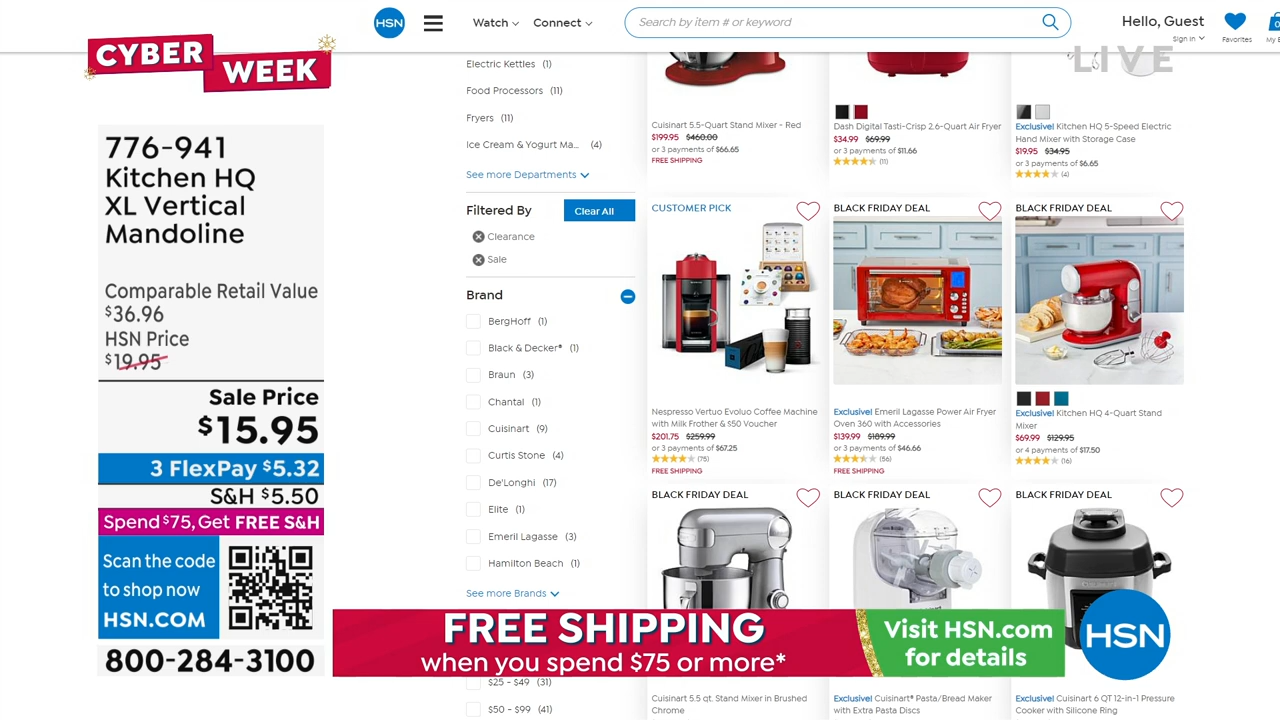 HSN
Watch
Connect
Search by item # or keyword
Hello, Guest
Sign In
Favorites
0
LIVE
CYBER
WEEK
776-941
Kitchen HQ
XL Vertical
Mandoline
Comparable Retail Value
$36.96
HSN Price
$19.95
Sale Price
$15.95
3 FlexPay $5.32
S&H $5.50
Spend $75, Get FREE S&H
Scan the code
to shop now
HSN.COM
800-284-3100
Electric Kettles (1)
Food Processors (11)
Fryers (11)
Ice Cream & Yogurt Ma... (4)
See more Departments
Filtered By
Clear All
Clearance
Sale
Brand
BergHoff (1)
Black & Decker® (1)
Braun (3)
Chantal (1)
Cuisinart (9)
Curtis Stone (4)
De'Longhi (17)
Elite (1)
Emeril Lagasse (3)
Hamilton Beach (1)
See more Brands
$25 - $49 (31)
$50 - $99 (41)
Cuisinart 5.5-Quart Stand Mixer - Red
$199.95 $460.00
or 3 payments of $66.65
FREE SHIPPING
Dash Digital Tasti-Crisp 2.6-Quart Air Fryer
$34.99 $69.99
or 3 payments of $11.66
(11)
Exclusive! Kitchen HQ 5-Speed Electric
Hand Mixer with Storage Case
$19.95 $34.95
or 3 payments of $6.65
(4)
CUSTOMER PICK
Nespresso Vertuo Evoluo Coffee Machine
with Milk Frother & $50 Voucher
$201.75 $259.99
or 3 payments of $67.25
(75)
FREE SHIPPING
BLACK FRIDAY DEAL
Exclusive! Emeril Lagasse Power Air Fryer
Oven 360 with Accessories
$139.99 $189.99
or 3 payments of $46.66
(56)
FREE SHIPPING
BLACK FRIDAY DEAL
Exclusive! Kitchen HQ 4-Quart Stand
Mixer
$69.99 $129.95
or 4 payments of $17.50
(16)
BLACK FRIDAY DEAL
Cuisinart 5.5 qt. Stand Mixer in Brushed
Chrome
BLACK FRIDAY DEAL
Exclusive! Cuisinart® Pasta/Bread Maker
with Extra Pasta Discs
BLACK FRIDAY DEAL
Exclusive! Cuisinart 6 QT 12-in-1 Pressure
Cooker with Silicone Ring
FREE SHIPPING
when you spend $75 or more*
Visit HSN.com
for details
HSN